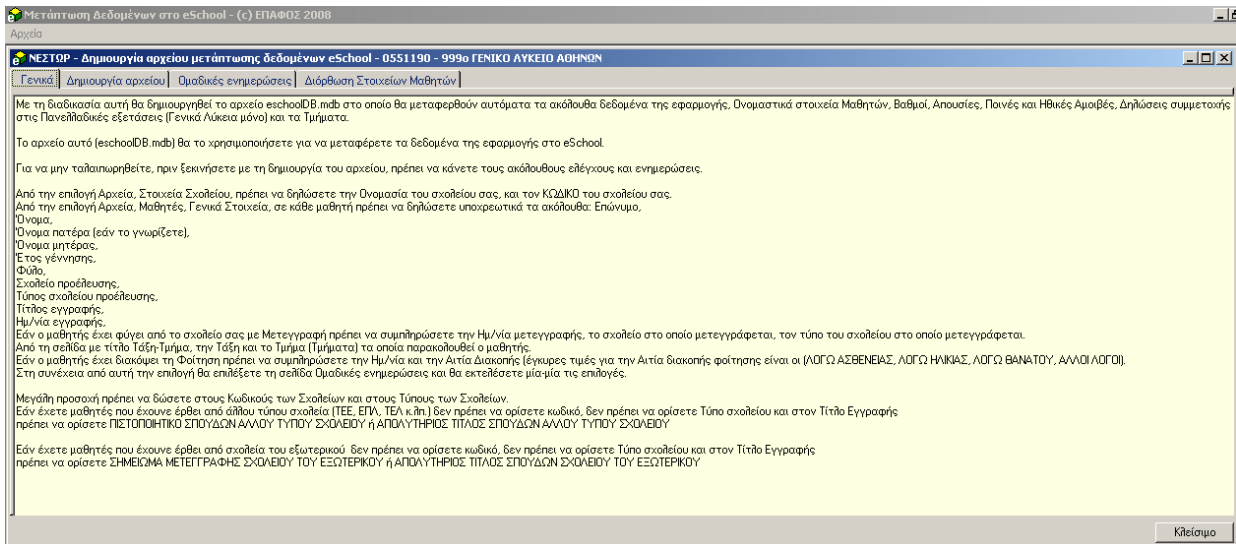 Μετάπτωση Δεδομένων στο eSchool - (c) ΕΠΑΦΟΣ 2008
Αρχεία
ΝΕΣΤΩΡ - Δημιουργία αρχείου μετάπτωσης δεδομένων eSchool - 0551190 - 999ο ΓΕΝΙΚΟ ΛΥΚΕΙΟ ΑΘΗΝΩΝ
Γενικά Δημιουργία αρχείου Ομαδικές ενημερώσεις Διόρθωση Στοιχείων Μαθητών
Με τη διαδικασία αυτή θα δημιουργηθεί το αρχείο eschoolDB.mdb στο οποίο θα μεταφερθούν αυτόματα τα ακόλουθα δεδομένα της εφαρμογής, Ονομαστικά στοιχεία Μαθητών, Βαθμοί, Απουσίες, Ποινές και Ηθικές Αμοιβές, Δηλώσεις συμμετοχής
στις Πανελλαδικές εξετάσεις (Γενικά Λύκεια μόνο) και τα Τμήματα.
Το αρχείο αυτό (eschoolDB.mdb) θα το χρησιμοποιήσετε για να μεταφέρετε τα δεδομένα της εφαρμογής στο eSchool.
Για να μην ταλαιπωρηθείτε, πριν ξεκινήσετε με τη δημιουργία του αρχείου, πρέπει να κάνετε τους ακόλουθους ελέγχους και ενημερώσεις.
Από την επιλογή Αρχεία, Στοιχεία Σχολείου, πρέπει να δηλώσετε την Ονομασία του σχολείου σας, και τον ΚΩΔΙΚΟ του σχολείου σας.
Από την επιλογή Αρχεία, Μαθητές, Γενικά Στοιχεία, σε κάθε μαθητή πρέπει να δηλώσετε υποχρεωτικά τα ακόλουθα: Επώνυμο,
Όνομα,
Όνομα πατέρα (εάν το γνωρίζετε),
Όνομα μητέρας,
Έτος γέννησης,
Φύλο,
Σχολείο προέλευσης,
Τύπος σχολείου προέλευσης,
Τίτλος εγγραφής,
Ημ/νία εγγραφής,
Εάν ο μαθητής έχει φύγει από το σχολείο σας με Μετεγγραφή πρέπει να συμπληρώσετε την Ημ/νία μετεγγραφής, το σχολείο στο οποίο μετεγγράφεται, τον τύπο του σχολείου στο οποίο μετεγγράφεται.
Από τη σελίδα με τίτλο Τάξη-Τμήμα, την Τάξη και το Τμήμα (Τμήματα) τα οποία παρακολουθεί ο μαθητής.
Εάν ο μαθητής έχει διακόψει τη Φοίτηση πρέπει να συμπληρώσετε την Ημ/νία και την Αιτία Διακοπής (έγκυρες τιμές για την Αιτία διακοπής φοίτησης είναι οι (ΛΟΓΩ ΑΣΘΕΝΕΙΑΣ, ΛΟΓΩ ΗΛΙΚΙΑΣ, ΛΟΓΩ ΘΑΝΑΤΟΥ, ΑΛΛΟΙ ΛΟΓΟΙ).
Στη συνέχεια από αυτή την επιλογή θα επιλέξετε τη σελίδα Ομαδικές ενημερώσεις και θα εκτελέσετε μία-μία τις επιλογές.
Μεγάλη προσοχή πρέπει να δώσετε στους Κωδικούς των Σχολείων και στους Τύπους των Σχολείων.
Εάν έχετε μαθητές που έχουνε έρθει από άλλου τύπου σχολεία (ΤΕΕ, ΕΠΛ, ΤΕΛ κ.λπ.) δεν πρέπει να ορίσετε κωδικό, δεν πρέπει να ορίσετε Τύπο σχολείου και στον Τίτλο Εγγραφής
πρέπει να ορίσετε ΠΙΣΤΟΠΟΙΗΤΙΚΟ ΣΠΟΥΔΩΝ ΑΛΛΟΥ ΤΥΠΟΥ ΣΧΟΛΕΙΟΥ ή ΑΠΟΛΥΤΗΡΙΟΣ ΤΙΤΛΟΣ ΣΠΟΥΔΩΝ ΑΛΛΟΥ ΤΥΠΟΥ ΣΧΟΛΕΙΟΥ
Εάν έχετε μαθητές που έχουνε έρθει από σχολεία του εξωτερικού δεν πρέπει να ορίσετε κωδικό, δεν πρέπει να ορίσετε Τύπο σχολείου και στον Τίτλο Εγγραφής
πρέπει να ορίσετε ΣΗΜΕΙΩΜΑ ΜΕΤΕΓΓΡΑΦΗΣ ΣΧΟΛΕΙΟΥ ΤΟΥ ΕΞΩΤΕΡΙΚΟΥ ή ΑΠΟΛΥΤΗΡΙΟΣ ΤΙΤΛΟΣ ΣΠΟΥΔΩΝ ΣΧΟΛΕΙΟΥ ΤΟΥ ΕΞΩΤΕΡΙΚΟΥ
Κλείσιμο